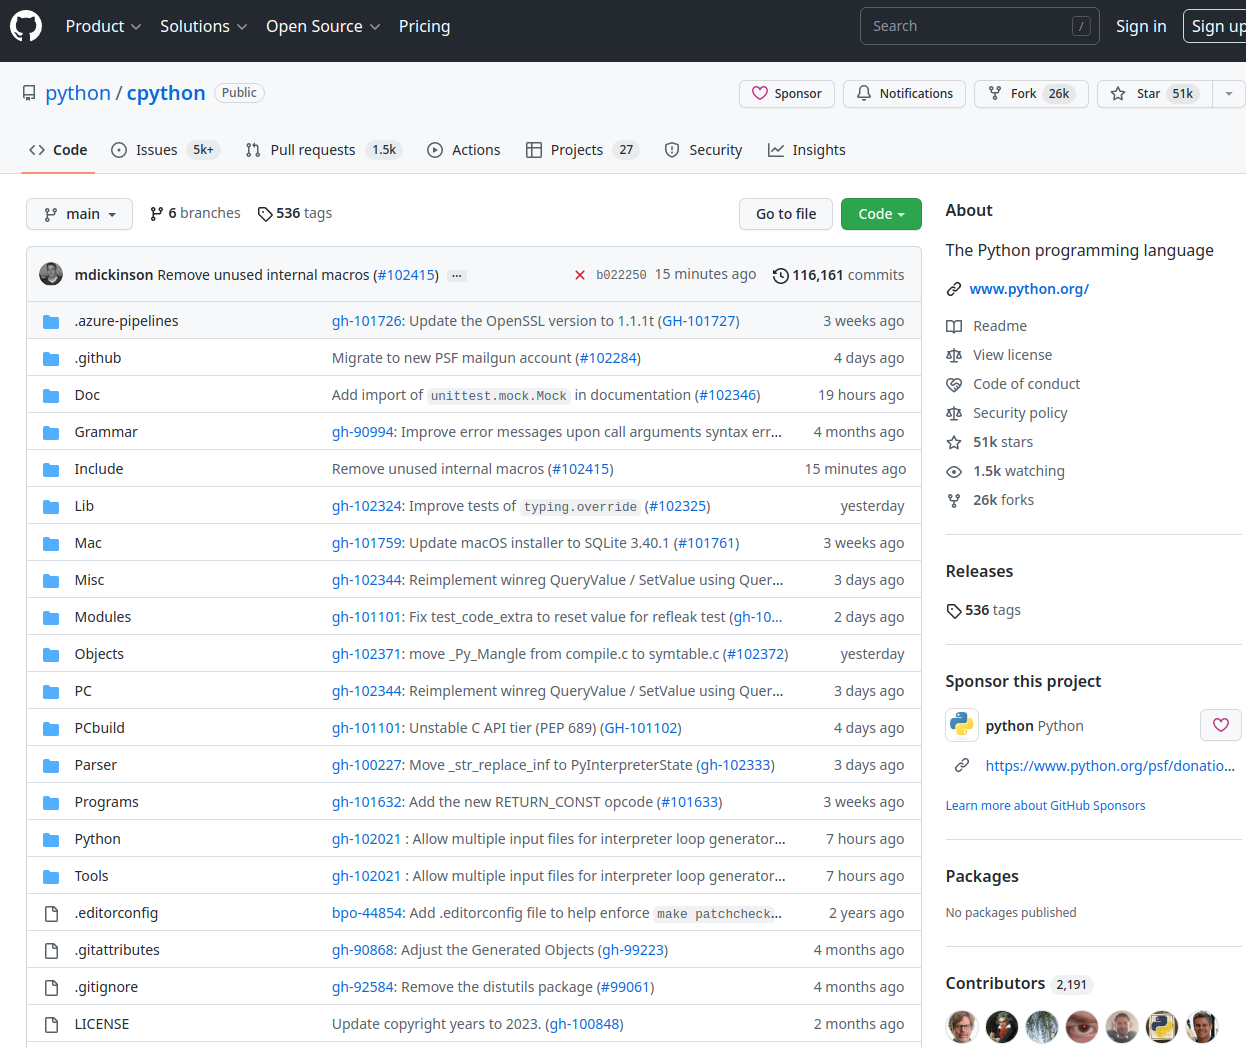 Product Solutions Open Source Pricing Search / Sign in Sign up
python / cpython Public Sponsor Notifications Fork 26k Star 51k
Code Issues 5k+ Pull requests 1.5k Actions Projects 27 Security Insights
main 6 branches 536 tags Go to file Code
mdickinson Remove unused internal macros (#102415) ... b022250 15 minutes ago 116,161 commits
.azure-pipelines gh-101726: Update the OpenSSL version to 1.1.1t (GH-101727) 3 weeks ago
.github Migrate to new PSF mailgun account (#102284) 4 days ago
Doc Add import of unittest.mock.Mock in documentation (#102346) 19 hours ago
Grammar gh-90994: Improve error messages upon call arguments syntax err... 4 months ago
Include Remove unused internal macros (#102415) 15 minutes ago
Lib gh-102324: Improve tests of typing.override (#102325) yesterday
Mac gh-101759: Update macOS installer to SQLite 3.40.1 (#101761) 3 weeks ago
Misc gh-102344: Reimplement winreg QueryValue / SetValue using Quer... 3 days ago
Modules gh-101101: Fix test_code_extra to reset value for refleak test (gh-10... 2 days ago
Objects gh-102371: move _Py_Mangle from compile.c to symtable.c (#102372) yesterday
PC gh-102344: Reimplement winreg QueryValue / SetValue using Quer... 3 days ago
PCbuild gh-101101: Unstable C API tier (PEP 689) (GH-101102) 4 days ago
Parser gh-100227: Move _str_replace_inf to PyInterpreterState (gh-102333) 3 days ago
Programs gh-101632: Add the new RETURN_CONST opcode (#101633) 3 weeks ago
Python gh-102021 : Allow multiple input files for interpreter loop generator... 7 hours ago
Tools gh-102021 : Allow multiple input files for interpreter loop generator... 7 hours ago
.editorconfig bpo-44854: Add .editorconfig file to help enforce make patchcheck... 2 years ago
.gitattributes gh-90868: Adjust the Generated Objects (gh-99223) 4 months ago
.gitignore gh-92584: Remove the distutils package (#99061) 4 months ago
LICENSE Update copyright years to 2023. (gh-100848) 2 months ago
About
The Python programming language
www.python.org/
Readme
View license
Code of conduct
Security policy
51k stars
1.5k watching
26k forks
Releases
536 tags
Sponsor this project
python Python
https://www.python.org/psf/donatio...
Learn more about GitHub Sponsors
Packages
No packages published
Contributors 2,191